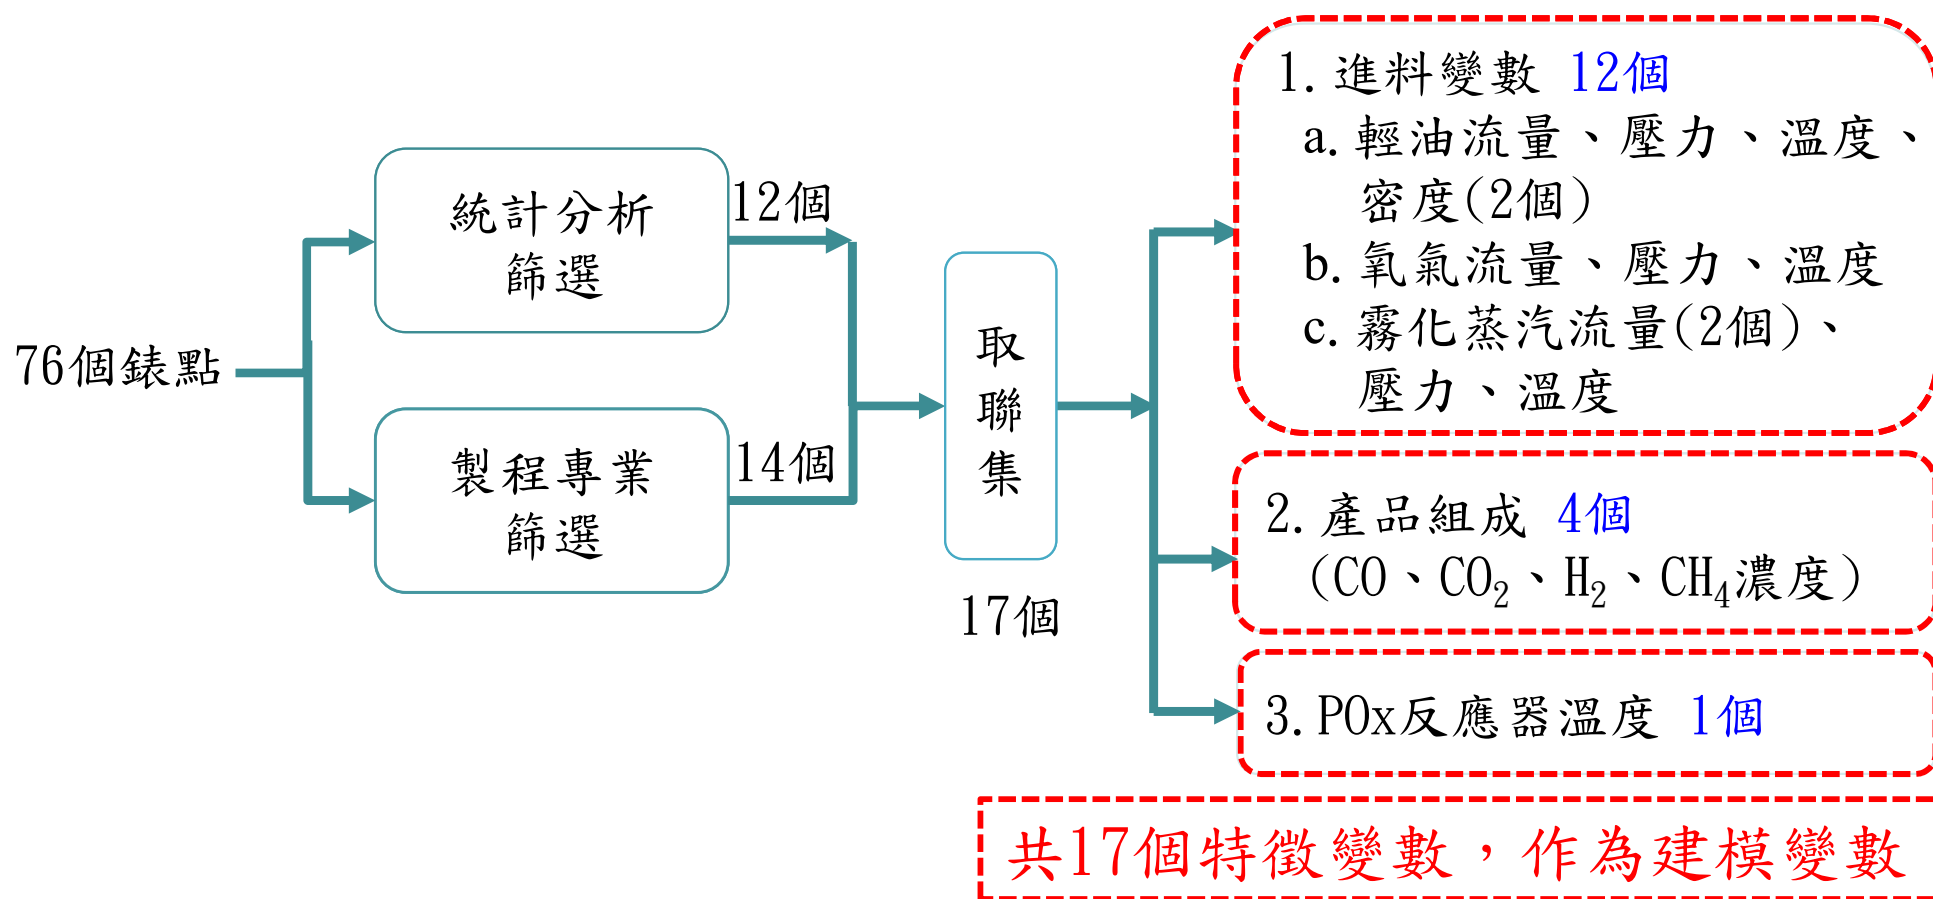 76個錶點
統計分析
篩選
12個
製程專業
篩選
14個
取
聯
集
17個
1.進料變數 12個
a.輕油流量、壓力、溫度、
密度(2個)
b.氧氣流量、壓力、溫度
c.霧化蒸汽流量(2個)、
壓力、溫度
2.產品組成 4個
(CO、CO₂、H₂、CH₄濃度)
3.POx反應器溫度 1個
共17個特徵變數，作為建模變數